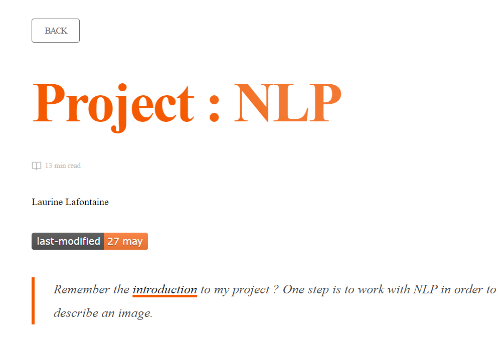 BACK
Project : NLP
13 min read
Laurine Lafontaine
last-modified 27 may
Remember the introduction to my project ? One step is to work with NLP in order to
describe an image.